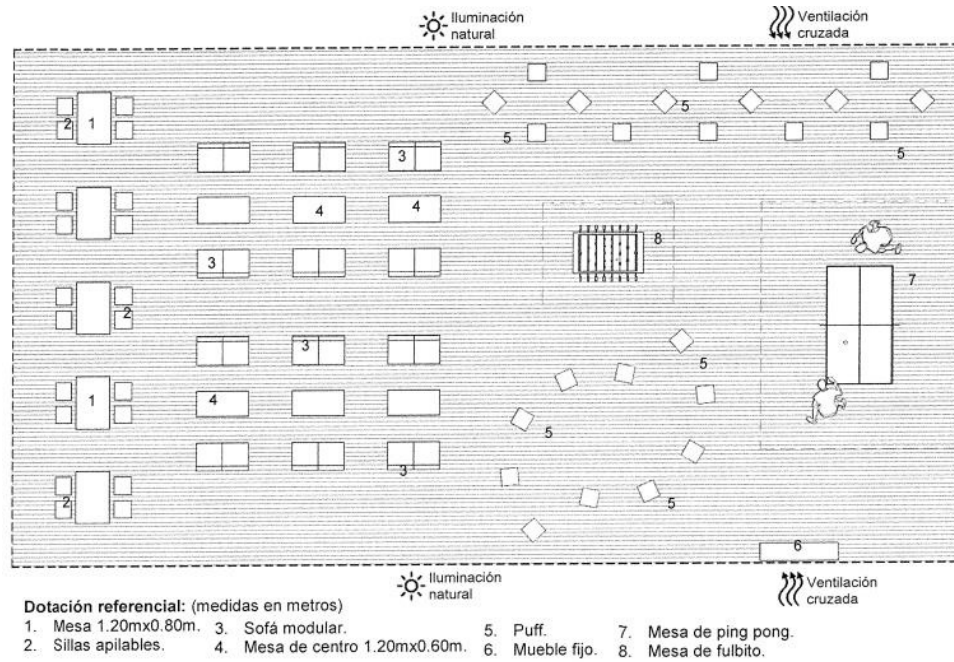 Iluminación
natural
Ventilación
cruzada
5
2
1
5
5
5
3
4
4
8
3
7
2
3
5
1
4
5
3
2
5
6
Iluminación
natural
Ventilación
cruzada
Dotación referencial: (medidas en metros)
1. Mesa 1.20mx0.80m.
2. Sillas apilables.
3. Sofá modular.
4. Mesa de centro 1.20mx0.60m.
5. Puff.
6. Mueble fijo.
7. Mesa de ping pong.
8. Mesa de fulbito.